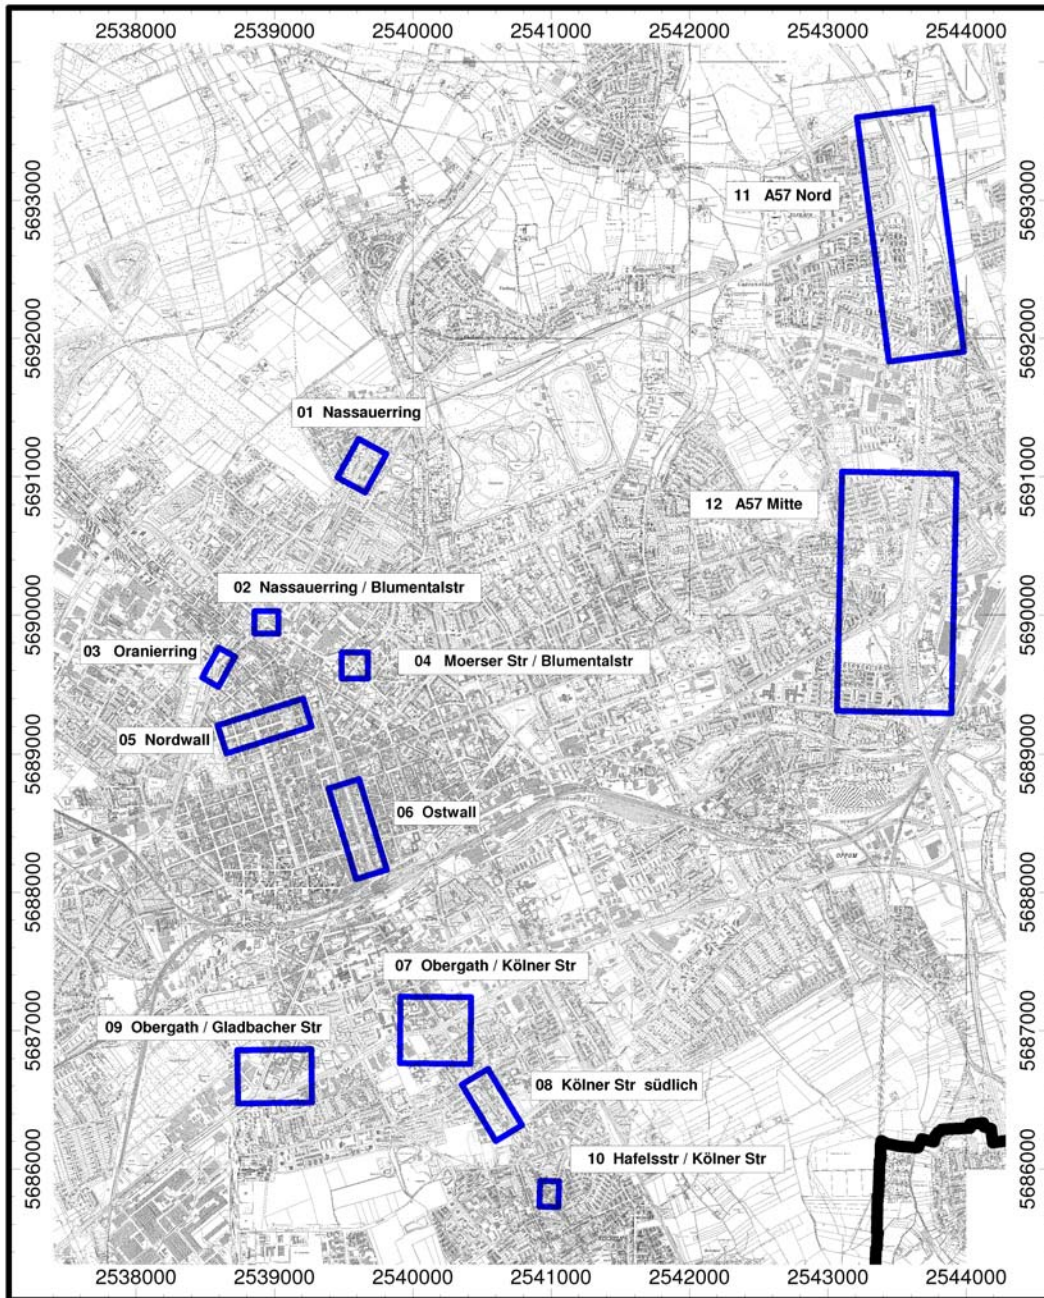 2538000 2539000 2540000 2541000 2542000 2543000 2544000
5693000
5692000
5691000
5690000
5689000
5688000
5687000
5686000
11 A57 Nord
01 Nassauerring
12 A57 Mitte
02 Nassauerring / Blumentalstr
03 Oranierring
04 Moerser Str / Blumentalstr
05 Nordwall
06 Ostwall
OPPUM
07 Obergath / Kölner Str
09 Obergath / Gladbacher Str
08 Kölner Str südlich
10 Hafelsstr / Kölner Str
5693000
5692000
5691000
5690000
5689000
5688000
5687000
5686000
2538000 2539000 2540000 2541000 2542000 2543000 2544000